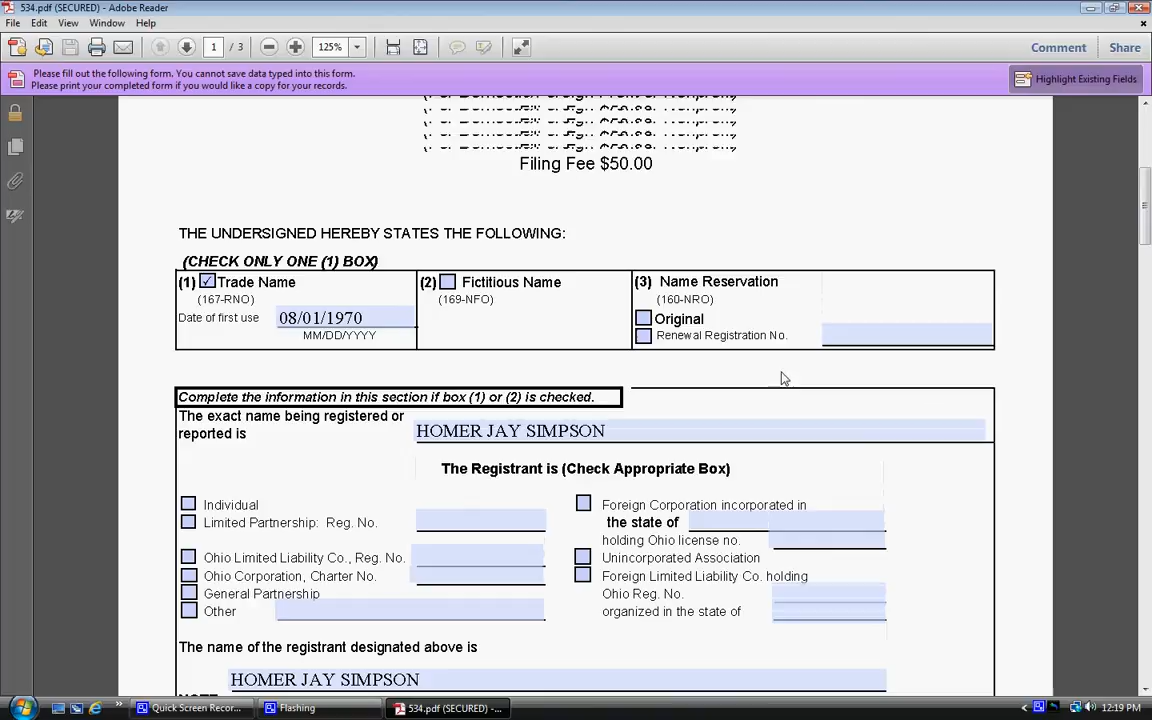 534.pdf (SECURED) - Adobe Reader
File Edit View Window Help
1 / 3 125% Comment Share
Please fill out the following form. You cannot save data typed into this form.
Please print your completed form if you would like a copy for your records.
Highlight Existing Fields
Filing Fee $50.00
THE UNDERSIGNED HEREBY STATES THE FOLLOWING:
(CHECK ONLY ONE (1) BOX)
(1) Trade Name
(167-RNO)
Date of first use 08/01/1970
MM/DD/YYYY
(2) Fictitious Name
(169-NFO)
(3) Name Reservation
(160-NRO)
Original
Renewal Registration No.
Complete the information in this section if box (1) or (2) is checked.
The exact name being registered or
reported is HOMER JAY SIMPSON
The Registrant is (Check Appropriate Box)
Individual
Limited Partnership: Reg. No.
Ohio Limited Liability Co., Reg. No.
Ohio Corporation, Charter No.
General Partnership
Other
Foreign Corporation incorporated in
the state of
holding Ohio license no.
Unincorporated Association
Foreign Limited Liability Co. holding
Ohio Reg. No.
organized in the state of
The name of the registrant designated above is
HOMER JAY SIMPSON
Quick Screen Recor... Flashing 534.pdf (SECURED) -... 12:19 PM